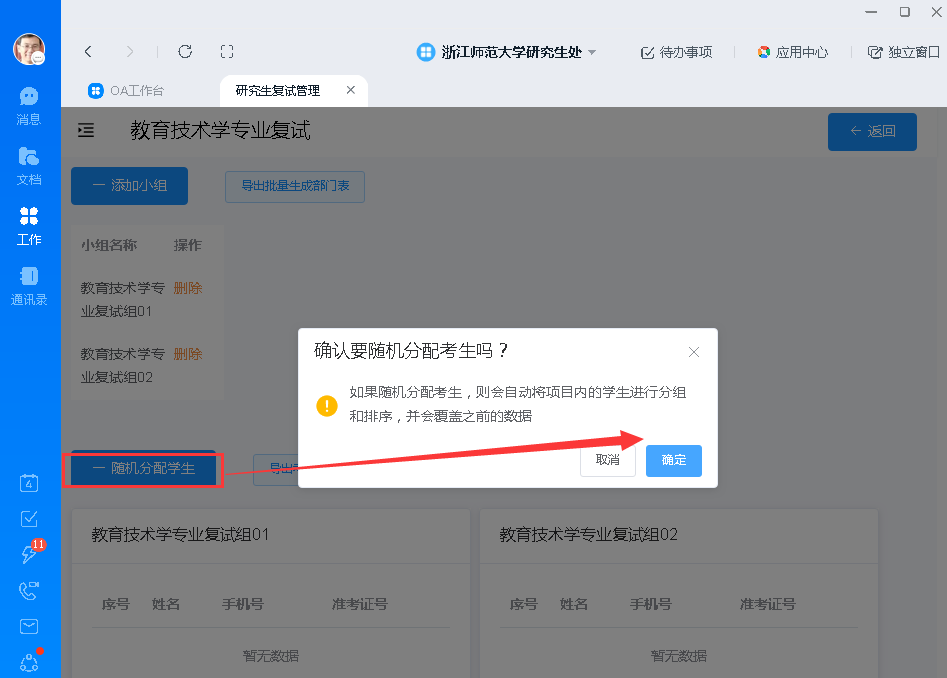 浙江师范大学研究生处
待办事项
应用中心
独立窗口
OA工作台
研究生复试管理
消息
文档
工作
通讯录
4
11
教育技术学专业复试
← 返回
一 添加小组
导出批量生成部门表
小组名称 操作
教育技术学专
业复试组01
删除
教育技术学专
业复试组02
删除
确认要随机分配考生吗？
如果随机分配考生，则会自动将项目内的学生进行分组
和排序，并会覆盖之前的数据
取消
确定
一 随机分配学生
导出
教育技术学专业复试组01
序号 姓名 手机号 准考证号
暂无数据
教育技术学专业复试组02
序号 姓名 手机号 准考证号
暂无数据